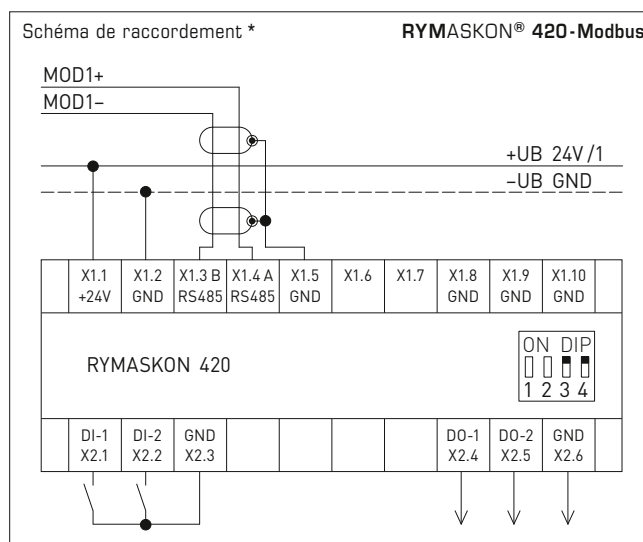 Schéma de raccordement * RYMASKON® 420-Modbus
MOD1+
MOD1–
+UB 24V/1
–UB GND
X1.1 X1.2 X1.3 B X1.4 A X1.5 X1.6 X1.7 X1.8 X1.9 X1.10
+24V GND RS485 RS485 GND GND GND GND
ON DIP
RYMASKON 420
1 2 3 4
DI-1 DI-2 GND DO-1 DO-2 GND
X2.1 X2.2 X2.3 X2.4 X2.5 X2.6